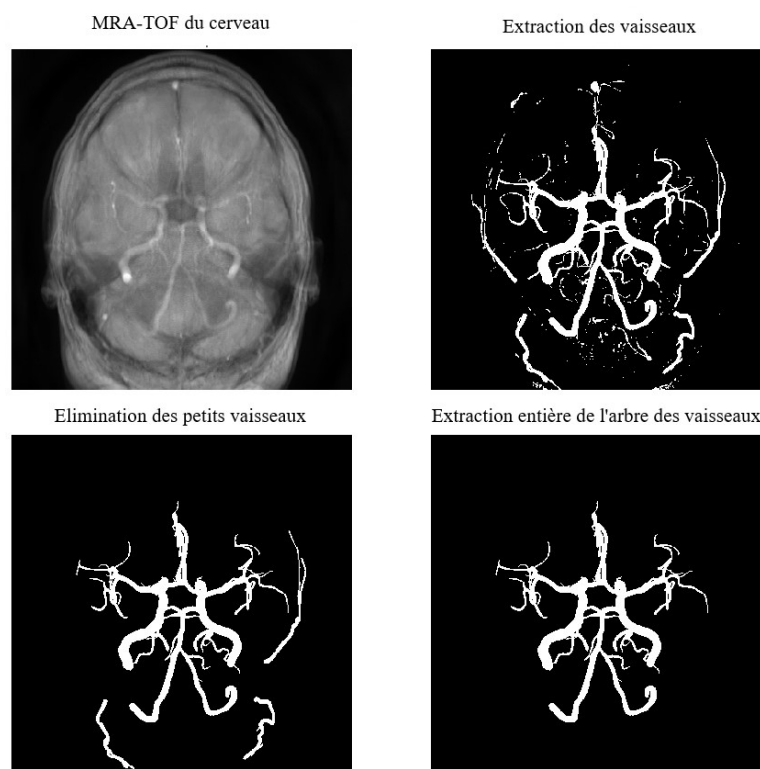 MRA-TOF du cerveau
Extraction des vaisseaux
Elimination des petits vaisseaux
Extraction entière de l'arbre des vaisseaux